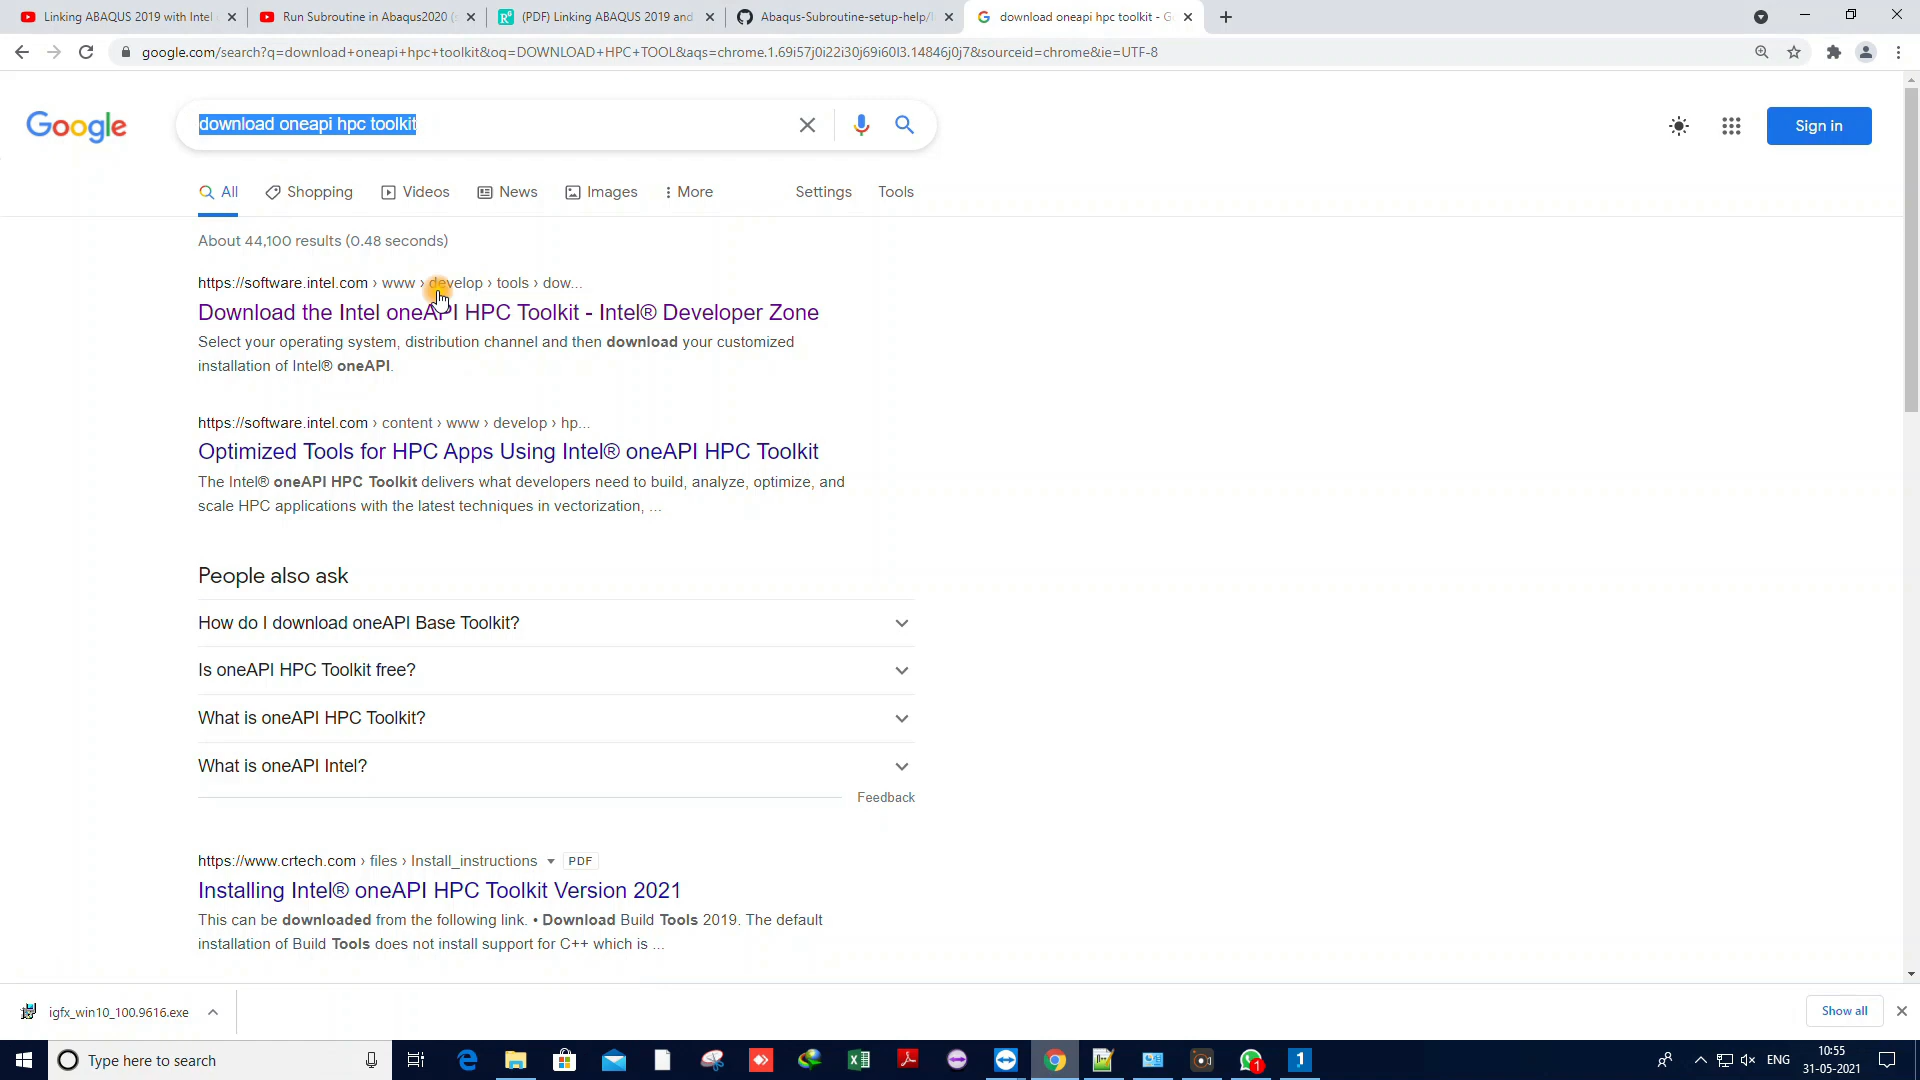 Linking ABAQUS 2019 with Intel
Run Subroutine in Abaqus2020 (
(PDF) Linking ABAQUS 2019 and
Abaqus-Subroutine-setup-help/
download oneapi hpc toolkit - G
google.com/search?q=download+oneapi+hpc+toolkit&oq=DOWNLOAD+HPC+TOOL&aqs=chrome.1.69i57j0i22i30j69i60l3.14846j0j7&sourceid=chrome&ie=UTF-8
Google
download oneapi hpc toolkit
Sign in
All
Shopping
Videos
News
Images
More
Settings
Tools
About 44,100 results (0.48 seconds)
https://software.intel.com › www › develop › tools › dow...
Download the Intel oneAPI HPC Toolkit - Intel® Developer Zone
Select your operating system, distribution channel and then download your customized
installation of Intel® oneAPI.
https://software.intel.com › content › www › develop › hp...
Optimized Tools for HPC Apps Using Intel® oneAPI HPC Toolkit
The Intel® oneAPI HPC Toolkit delivers what developers need to build, analyze, optimize, and
scale HPC applications with the latest techniques in vectorization, ...
People also ask
How do I download oneAPI Base Toolkit?
Is oneAPI HPC Toolkit free?
What is oneAPI HPC Toolkit?
What is oneAPI Intel?
Feedback
https://www.crtech.com › files › Install_instructions
PDF
Installing Intel® oneAPI HPC Toolkit Version 2021
This can be downloaded from the following link. • Download Build Tools 2019. The default
installation of Build Tools does not install support for C++ which is ...
igfx_win10_100.9616.exe
Show all
Type here to search
1
1
ENG
10:55
31-05-2021